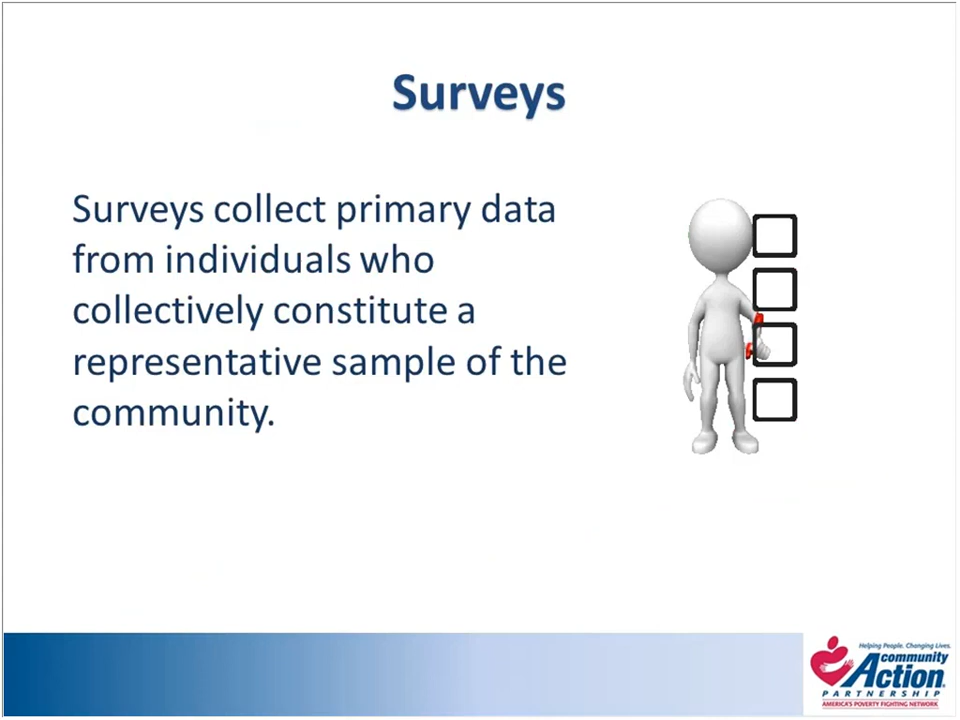 Surveys
Surveys collect primary data
from individuals who
collectively constitute a
representative sample of the
community.
Helping People. Changing Lives.
community
Action
PARTNERSHIP
AMERICA'S POVERTY FIGHTING NETWORK